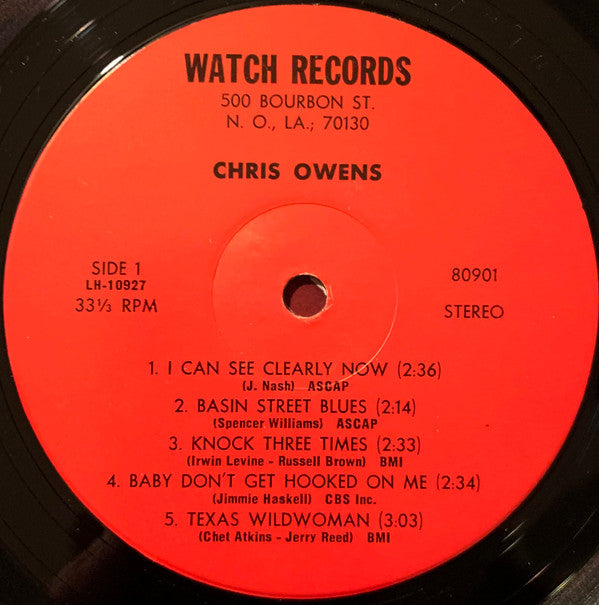 WATCH RECORDS
500 BOURBON ST.
N. O., LA.; 70130
CHRIS OWENS
SIDE 1
LH-10927
33⅓ RPM
80901
STEREO
1. I CAN SEE CLEARLY NOW (2:36)
(J. Nash) ASCAP
2. BASIN STREET BLUES (2:14)
(Spencer Williams) ASCAP
3. KNOCK THREE TIMES (2:33)
(Irwin Levine - Russell Brown) BMI
4. BABY DON'T GET HOOKED ON ME (2:34)
(Jimmie Haskell) CBS Inc.
5. TEXAS WILDWOMAN (3:03)
(Chet Atkins - Jerry Reed) BMI